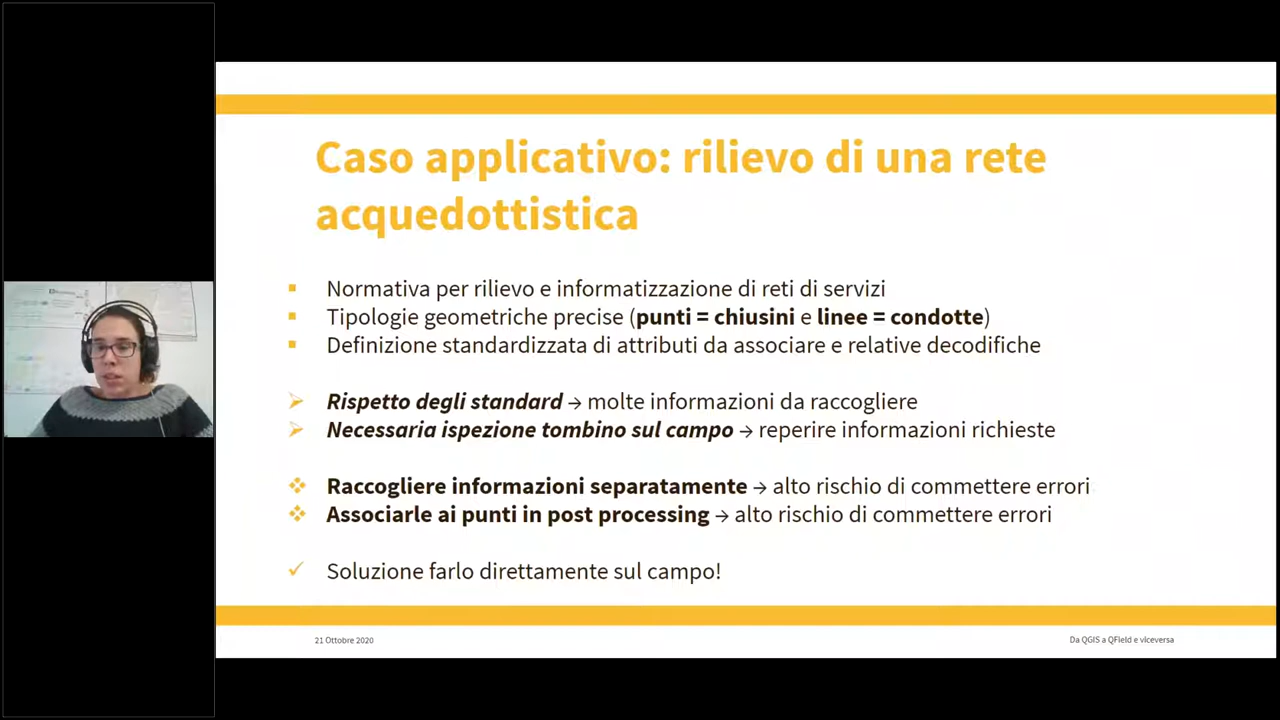 Caso applicativo: rilievo di una rete
acquedottistica
Normativa per rilievo e informatizzazione di reti di servizi
Tipologie geometriche precise (punti = chiusini e linee = condotte)
Definizione standardizzata di attributi da associare e relative decodifiche
Rispetto degli standard → molte informazioni da raccogliere
Necessaria ispezione tombino sul campo → reperire informazioni richieste
Raccogliere informazioni separatamente → alto rischio di commettere errori
Associarle ai punti in post processing → alto rischio di commettere errori
Soluzione farlo direttamente sul campo!
21 Ottobre 2020
Da QGIS a QField e viceversa